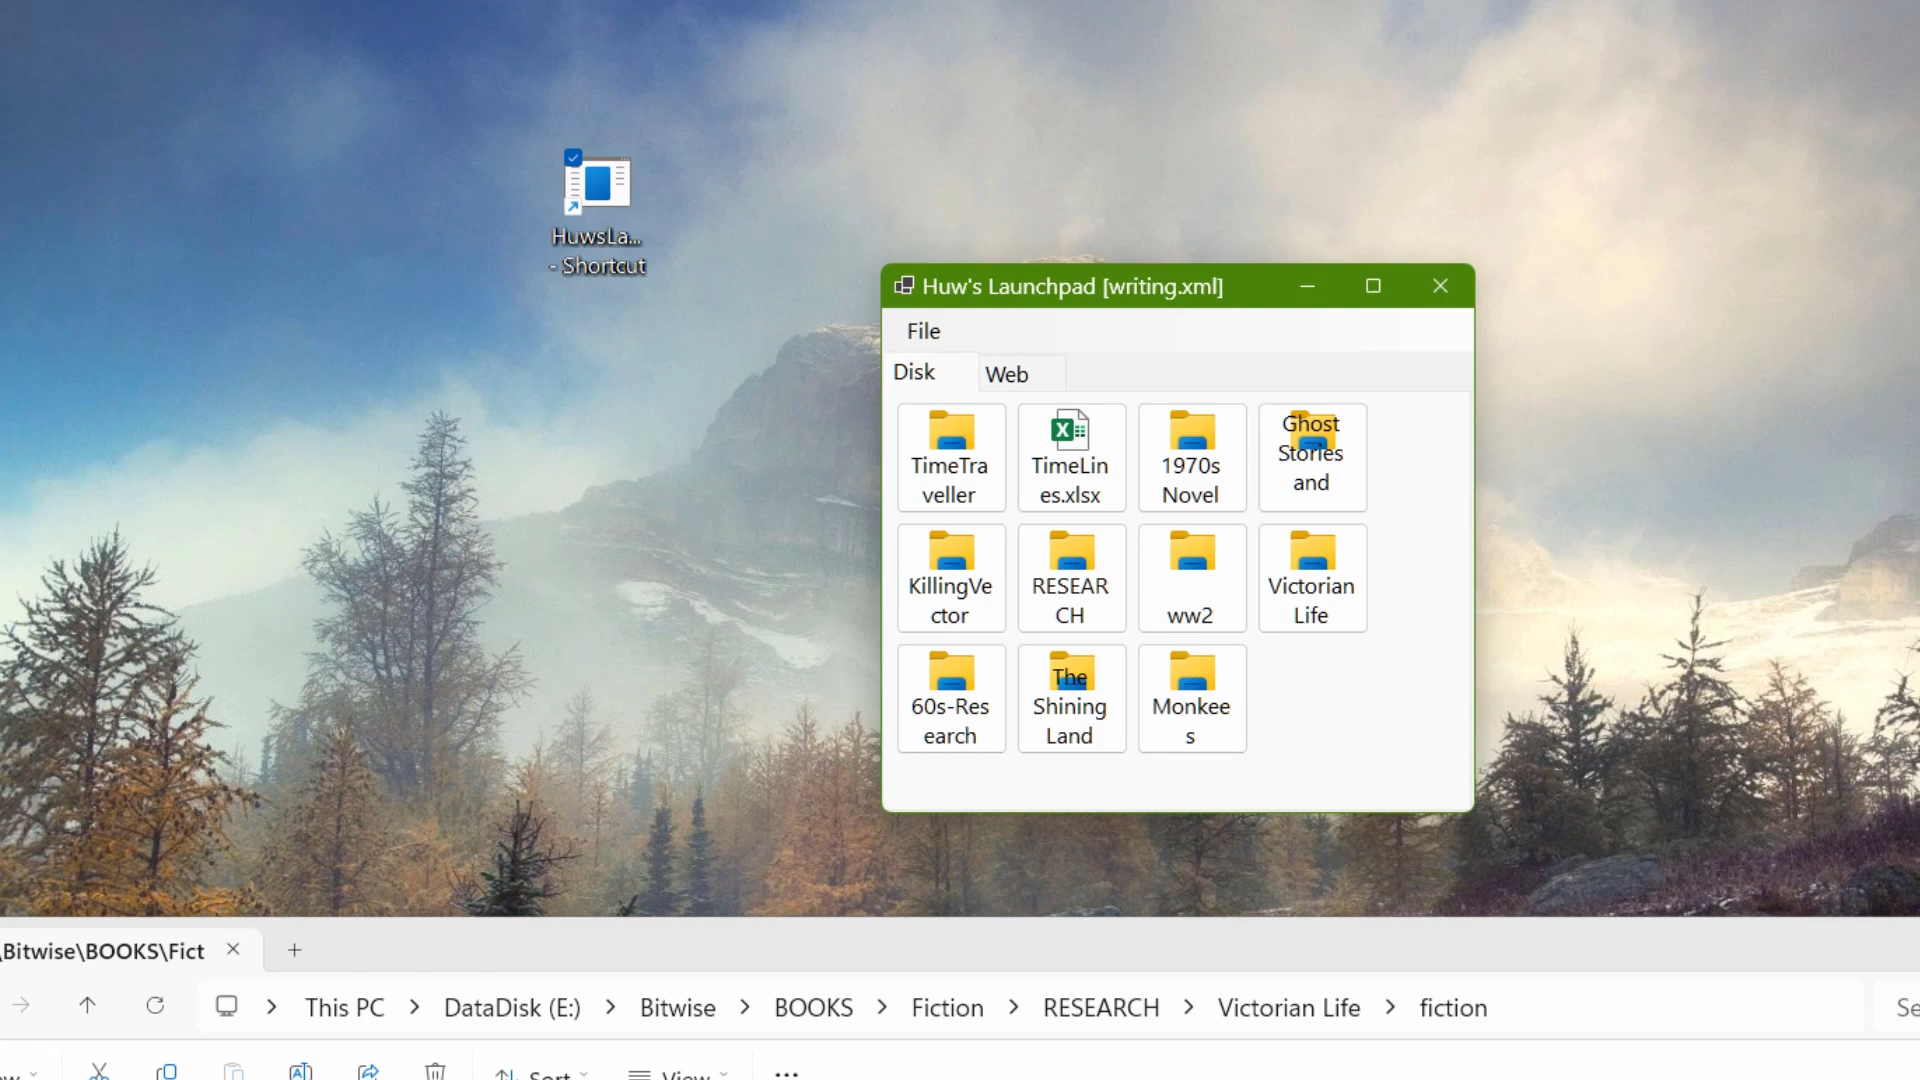 HuwsLa...
- Shortcut
Huw's Launchpad [writing.xml]
File
Disk
Web
TimeTra
veller
TimeLin
es.xlsx
1970s
Novel
Ghost
Stories
and
KillingVe
ctor
RESEAR
CH
ww2
Victorian
Life
60s-Res
earch
The
Shining
Land
Monkee
s
\Bitwise\BOOKS\Fict
This PC > DataDisk (E:) > Bitwise > BOOKS > Fiction > RESEARCH > Victorian Life > fiction
Se
Sort
View